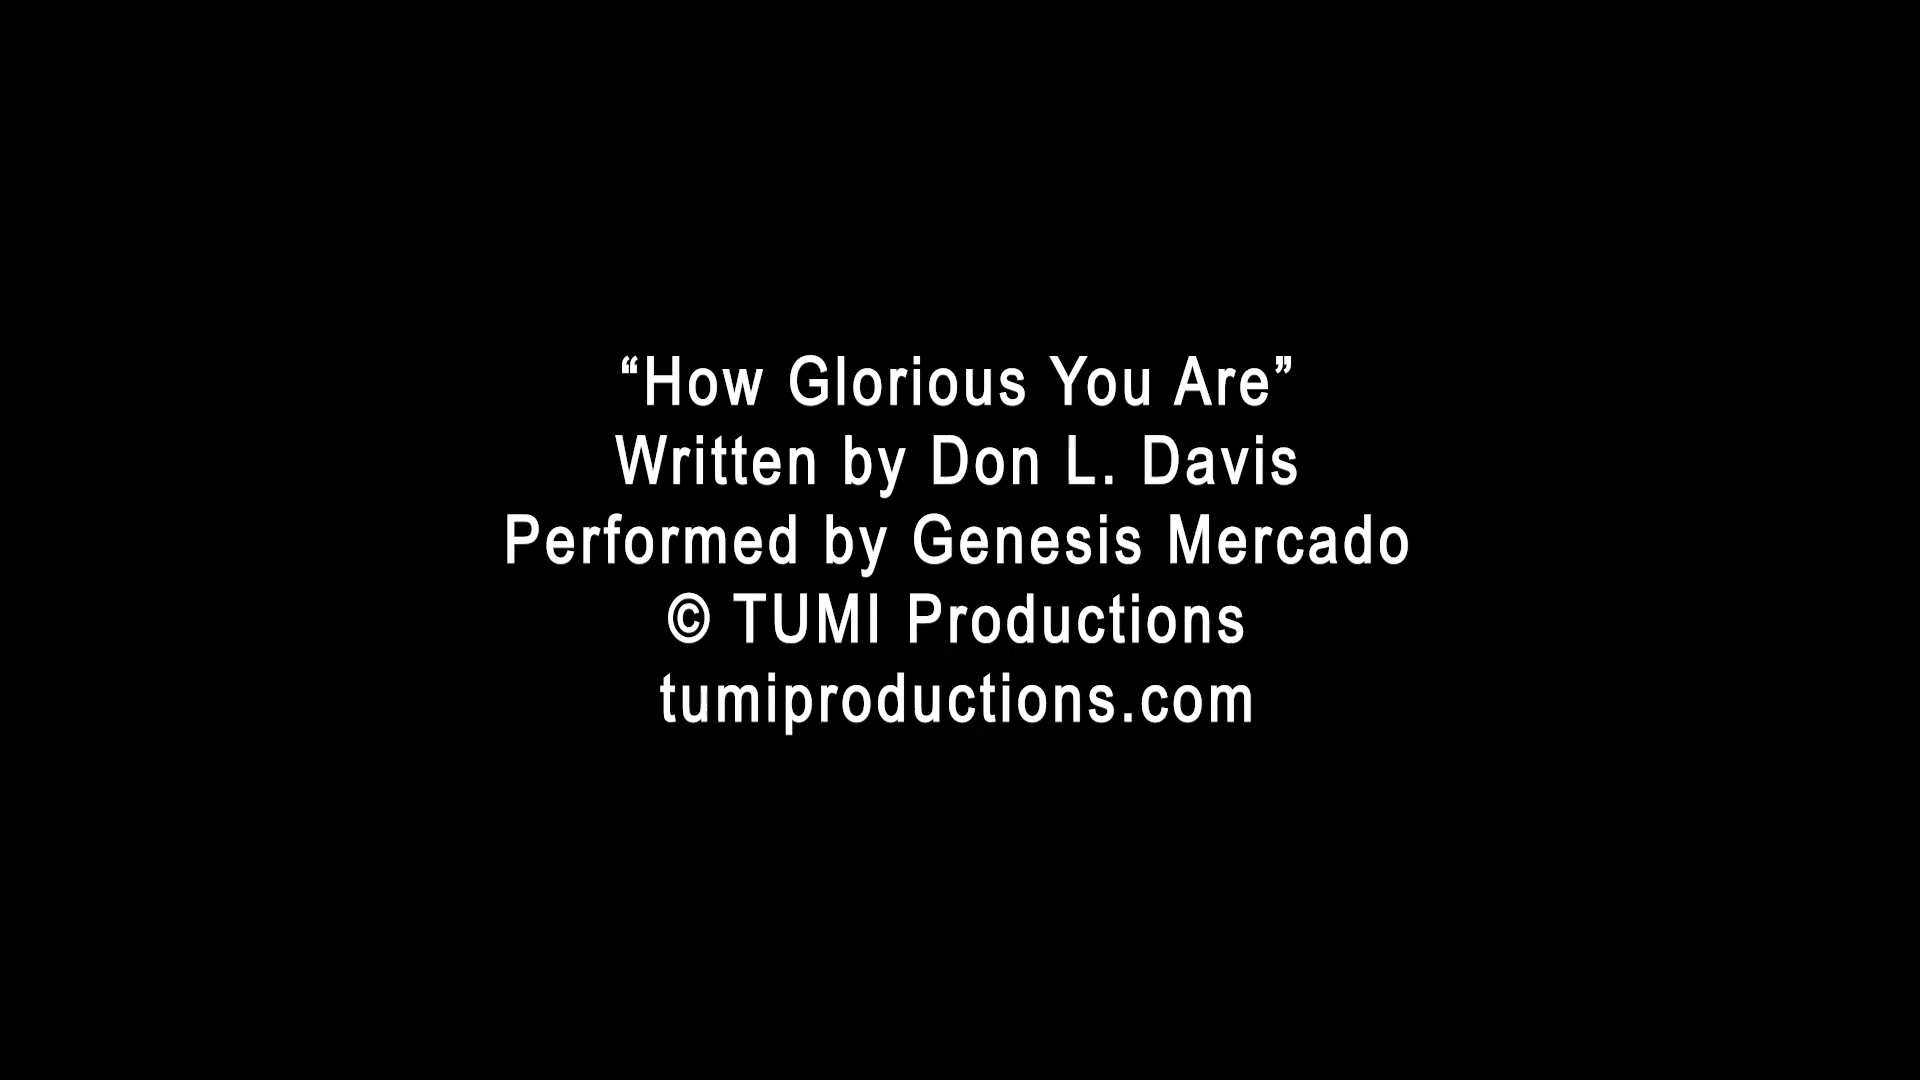 “How Glorious You Are”
Written by Don L. Davis
Performed by Genesis Mercado
© TUMI Productions
tumiproductions.com